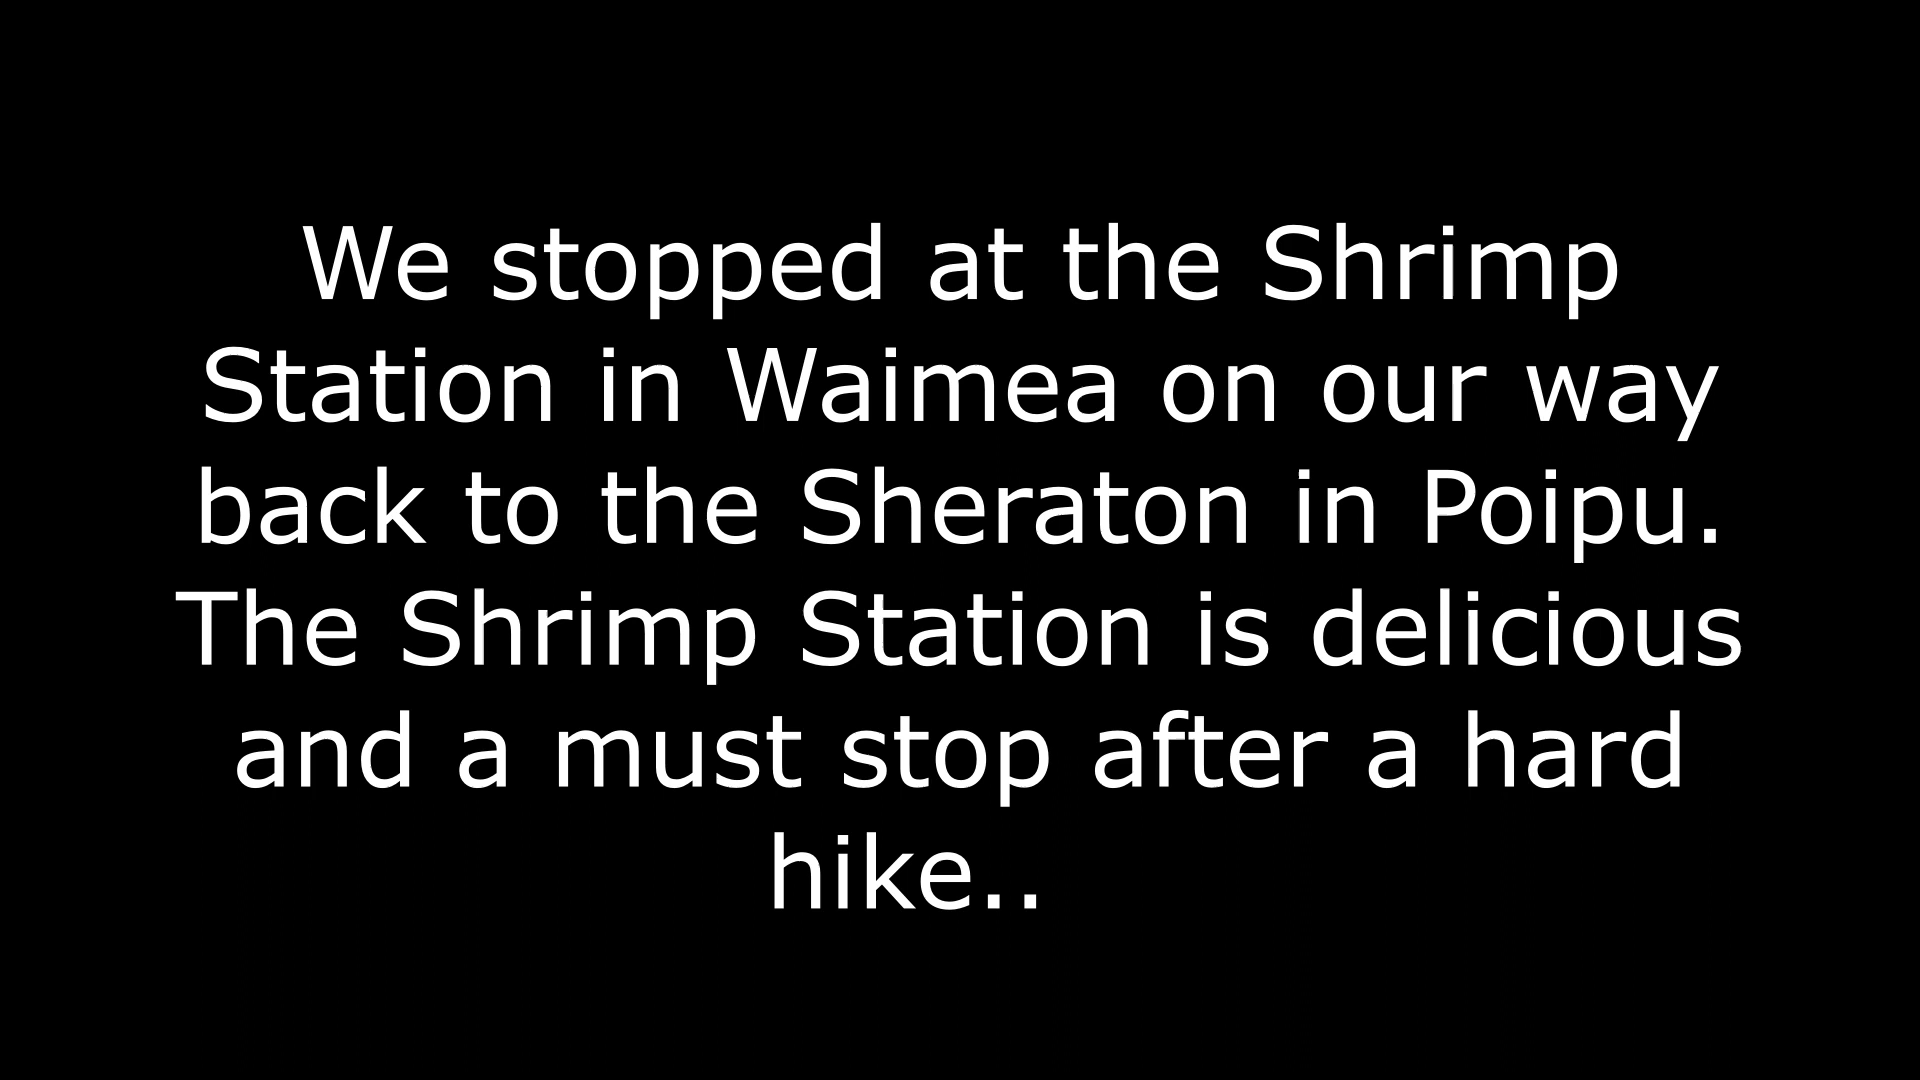 We stopped at the Shrimp
Station in Waimea on our way
back to the Sheraton in Poipu.
The Shrimp Station is delicious
and a must stop after a hard
hike..